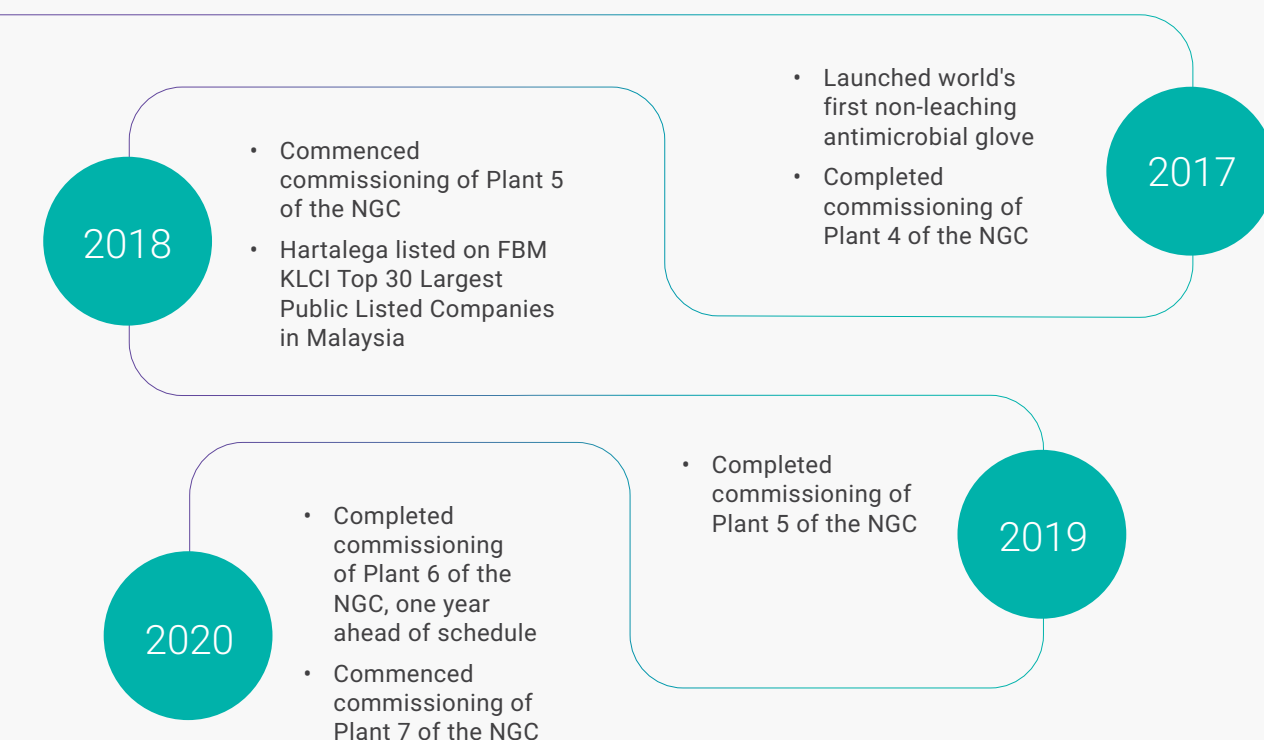 2017
• Launched world's
first non-leaching
antimicrobial glove
• Completed
commissioning of
Plant 4 of the NGC
2018
• Commenced
commissioning of Plant 5
of the NGC
• Hartalega listed on FBM
KLCI Top 30 Largest
Public Listed Companies
in Malaysia
2019
• Completed
commissioning of
Plant 5 of the NGC
2020
• Completed
commissioning
of Plant 6 of the
NGC, one year
ahead of schedule
• Commenced
commissioning of
Plant 7 of the NGC